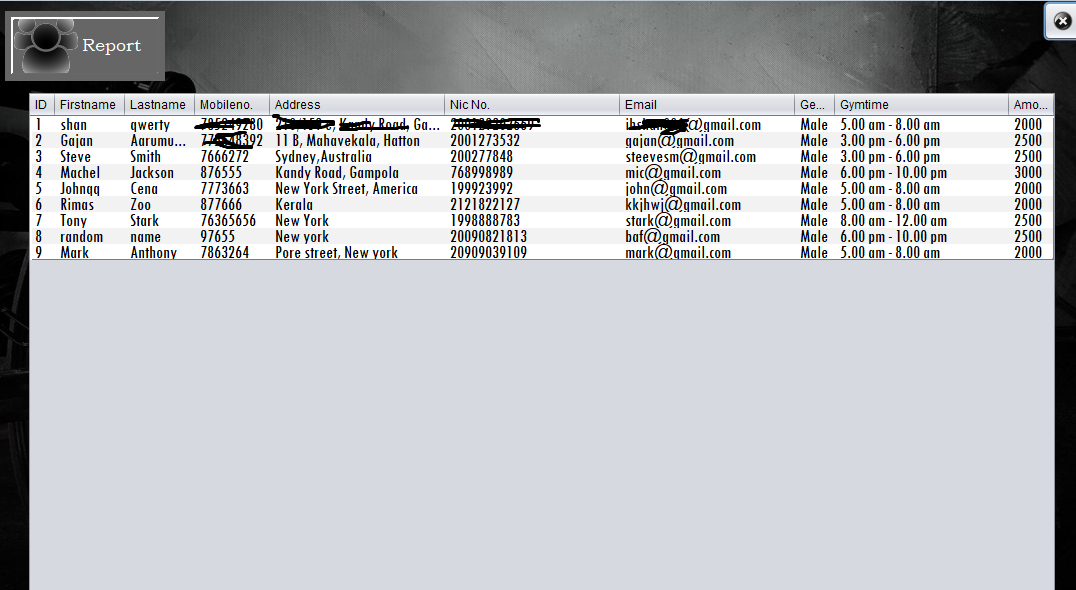 Report
ID Firstname Lastname Mobileno. Address Nic No. Email Ge... Gymtime Amo...
1 shan qwerty Road, Ga... @gmail.com Male 5.00 am - 8.00 am 2000
2 Gajan Aarumu... 11 B, Mahavekala, Hatton 2001273532 gajan@gmail.com Male 3.00 pm - 6.00 pm 2500
3 Steve Smith 7666272 Sydney,Australia 200277848 steevesm@gmail.com Male 3.00 pm - 6.00 pm 2500
4 Machel Jackson 876555 Kandy Road, Gampola 768998989 mic@gmail.com Male 6.00 pm - 10.00 pm 3000
5 Johnqq Cena 7773663 New York Street, America 199923992 john@gmail.com Male 5.00 am - 8.00 am 2000
6 Rimas Zoo 877666 Kerala 2121822127 kkjhwj@gmail.com Male 5.00 am - 8.00 am 2000
7 Tony Stark 76365656 New York 1998888783 stark@gmail.com Male 8.00 am - 12.00 am 2500
8 random name 97655 New york 20090821813 baf@gmail.com Male 6.00 pm - 10.00 pm 2500
9 Mark Anthony 7863264 Pore street, New york 20909039109 mark@gmail.com Male 5.00 am - 8.00 am 2000